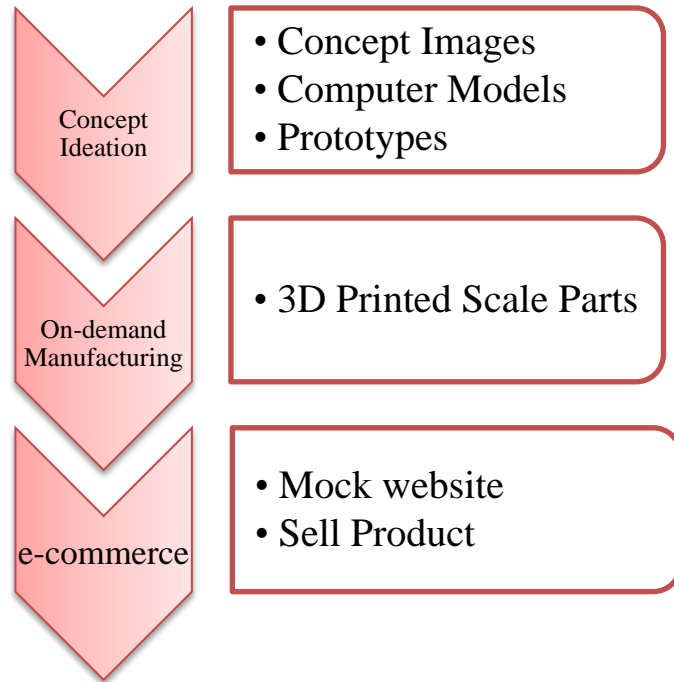 Concept
Ideation
• Concept Images
• Computer Models
• Prototypes
On-demand
Manufacturing
• 3D Printed Scale Parts
e-commerce
• Mock website
• Sell Product